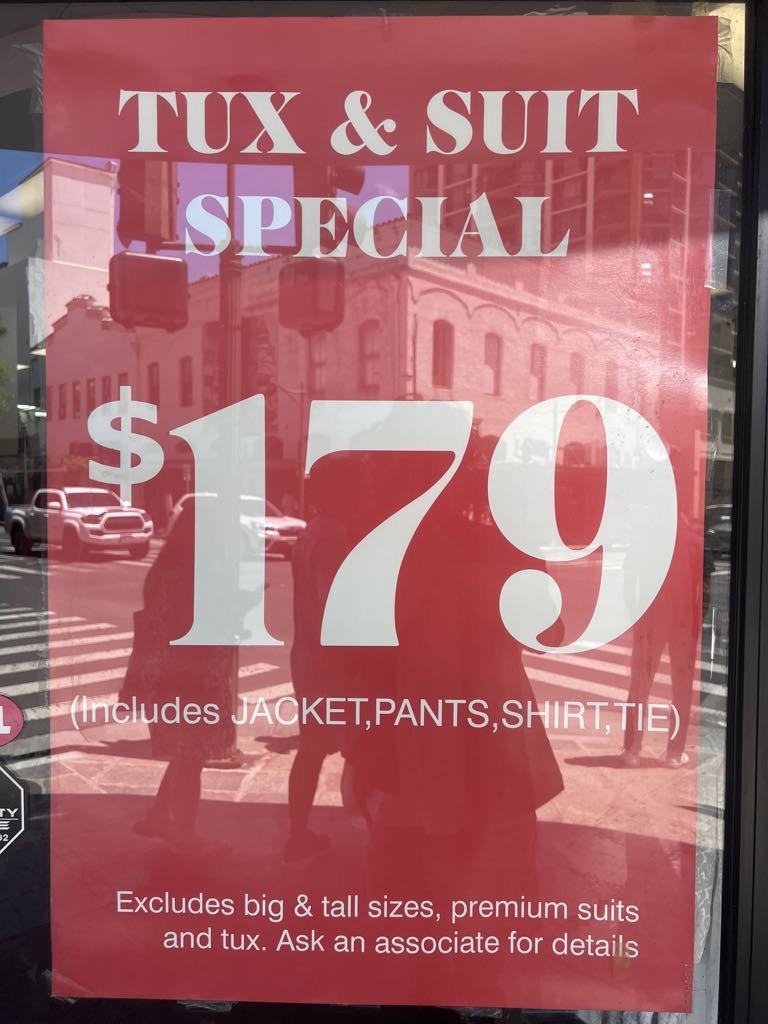 TUX & SUIT
SPECIAL
$179
(Includes JACKET,PANTS,SHIRT,TIE)
Excludes big & tall sizes, premium suits
and tux. Ask an associate for details